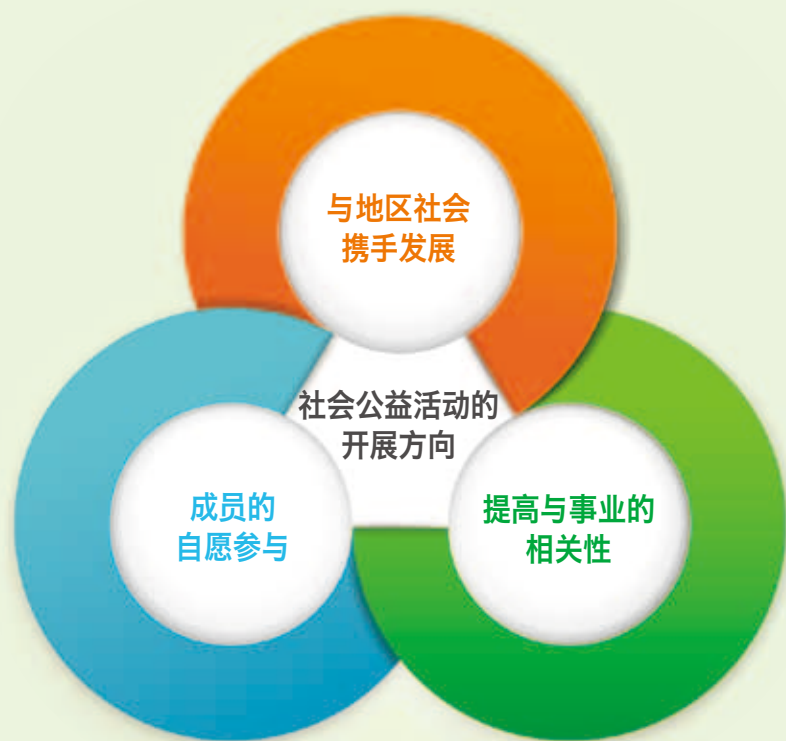 与地区社会
携手发展
社会公益活动的
开展方向
成员的
自愿参与
提高与事业的
相关性